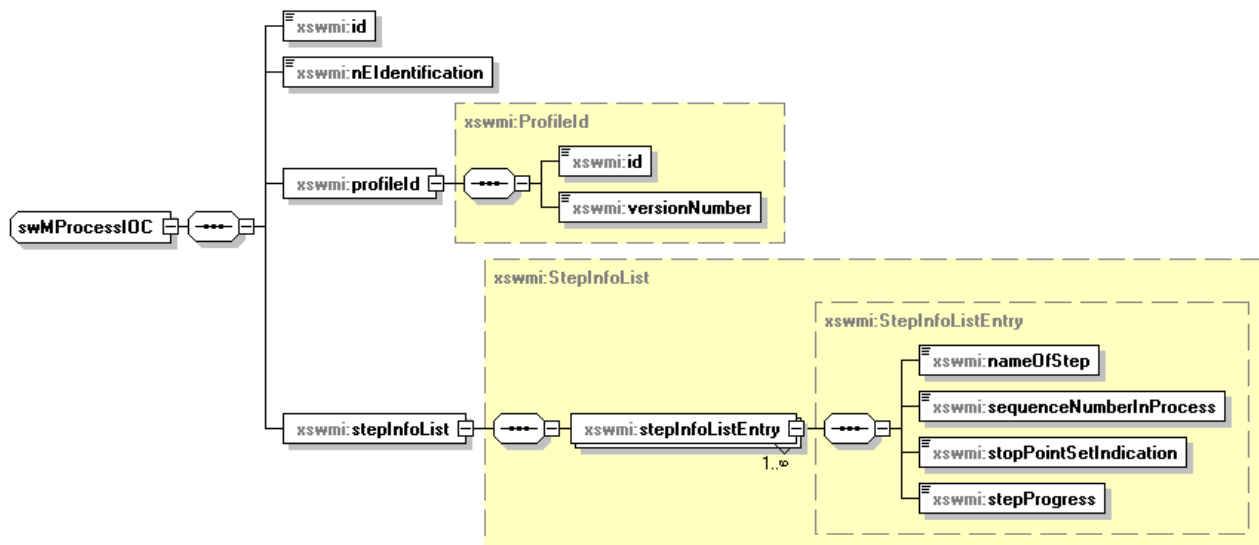 xswmi:id
xswmi:nEIdentification
xswmi:ProfileId
xswmi:id
xswmi:profileId
xswmi:versionNumber
swMProcessIOC
xswmi:StepInfoList
xswmi:StepInfoListEntry
xswmi:nameOfStep
xswmi:sequenceNumberInProcess
xswmi:stepInfoList
xswmi:stepInfoListEntry
xswmi:stopPointSetIndication
1..∞
xswmi:stepProgress